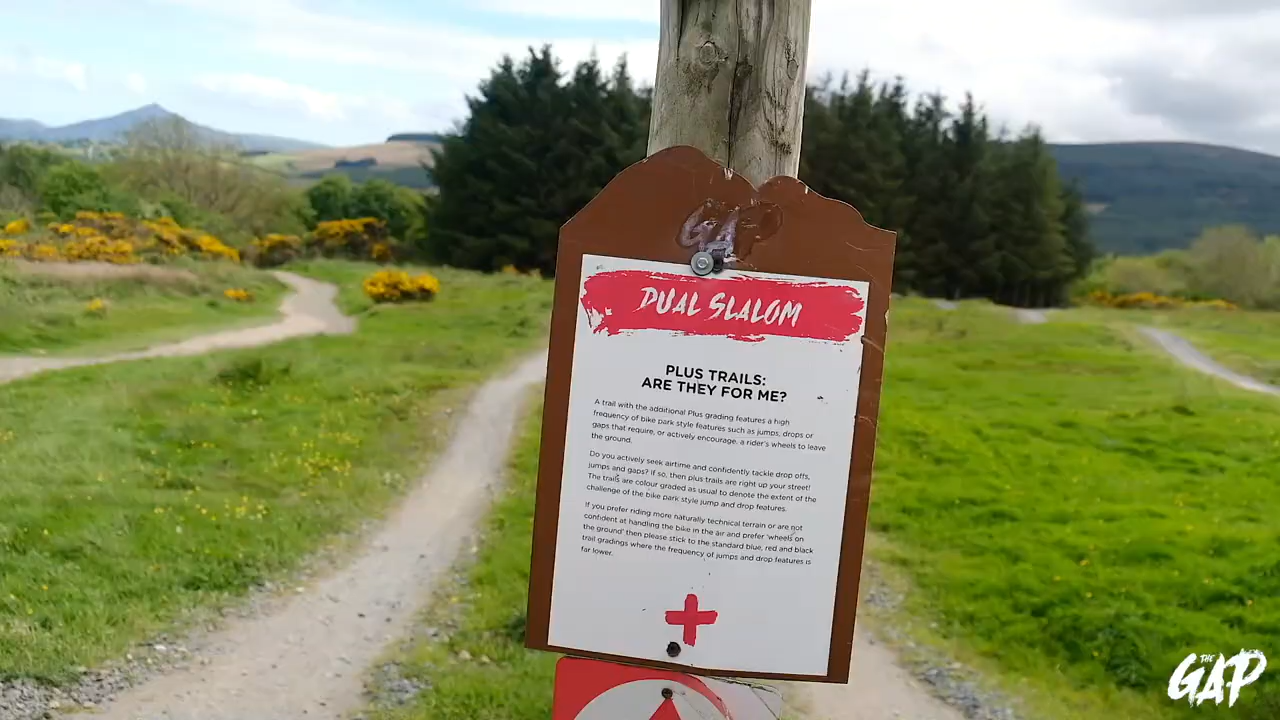 DUAL SLALOM
PLUS TRAILS:
ARE THEY FOR ME?
A trail with the additional Plus grading features a high
frequency of bike park style features such as jumps, drops or
gaps that require, or actively encourage, a rider's wheels to leave
the ground.
Do you actively seek airtime and confidently tackle drop offs,
jumps and gaps? If so, then plus trails are right up your street!
The trails are colour graded as usual to denote the extent of the
challenge of the bike park style jump and drop features.
If you prefer riding more naturally technical terrain or are not
confident at handling the bike in the air and prefer 'wheels on
the ground' then please stick to the standard blue, red and black
trail gradings where the frequency of jumps and drop features is
far lower.
THE
GAP